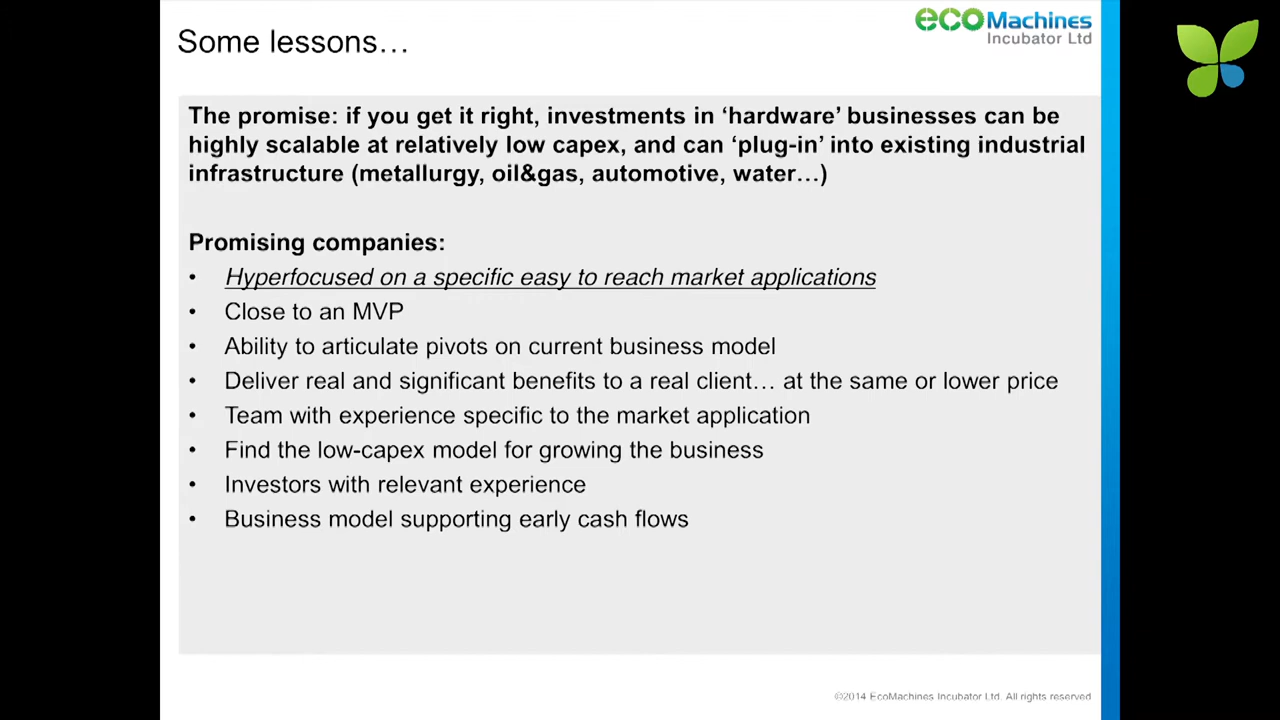 Some lessons…
ecoMachines
Incubator Ltd
The promise: if you get it right, investments in ‘hardware’ businesses can be
highly scalable at relatively low capex, and can ‘plug-in’ into existing industrial
infrastructure (metallurgy, oil&gas, automotive, water…)
Promising companies:
• Hyperfocused on a specific easy to reach market applications
• Close to an MVP
• Ability to articulate pivots on current business model
• Deliver real and significant benefits to a real client… at the same or lower price
• Team with experience specific to the market application
• Find the low-capex model for growing the business
• Investors with relevant experience
• Business model supporting early cash flows
©2014 EcoMachines Incubator Ltd. All rights reserved